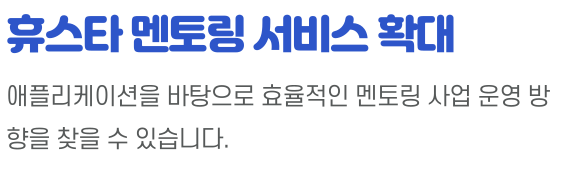 휴스타 멘토링 서비스 확대
애플리케이션을 바탕으로 효율적인 멘토링 사업 운영 방
향을 찾을 수 있습니다.